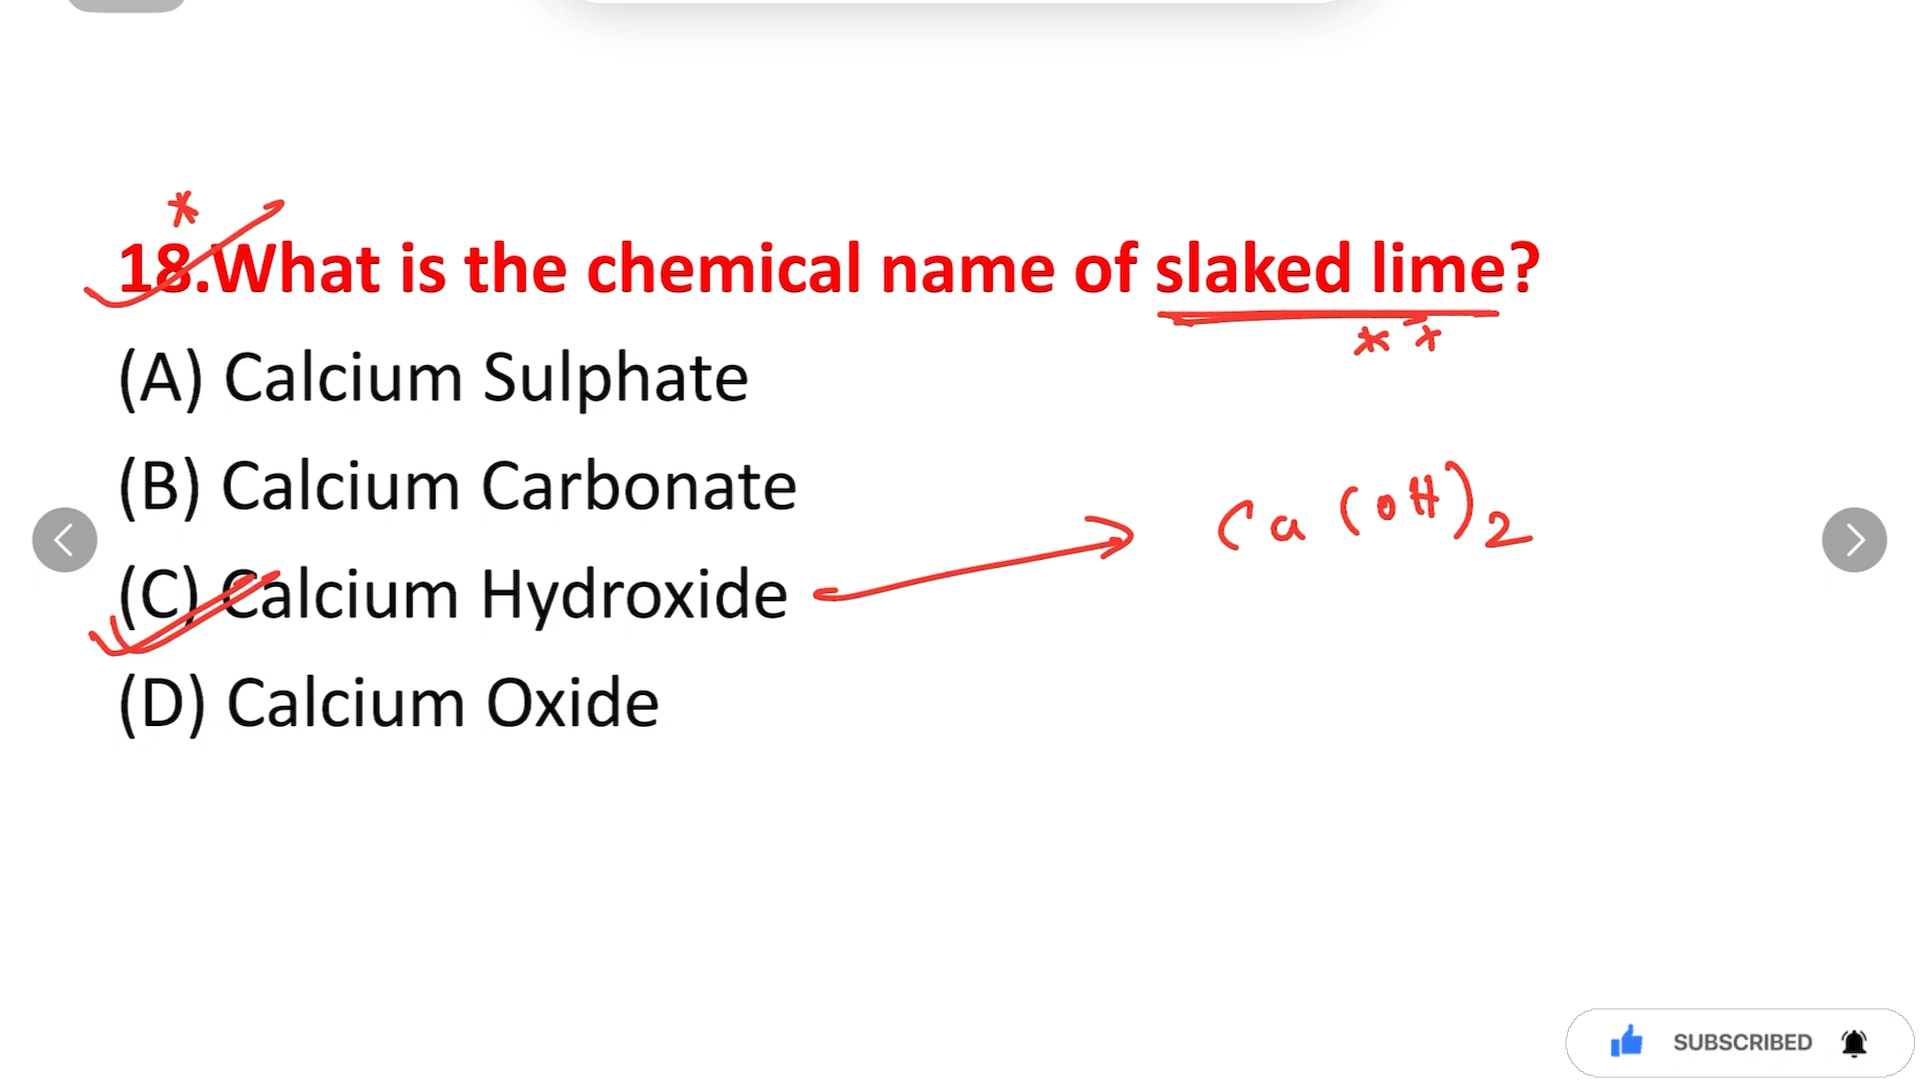 18.What is the chemical name of slaked lime?
(A) Calcium Sulphate
(B) Calcium Carbonate
(C) Calcium Hydroxide
Ca(OH)2
(D) Calcium Oxide
SUBSCRIBED